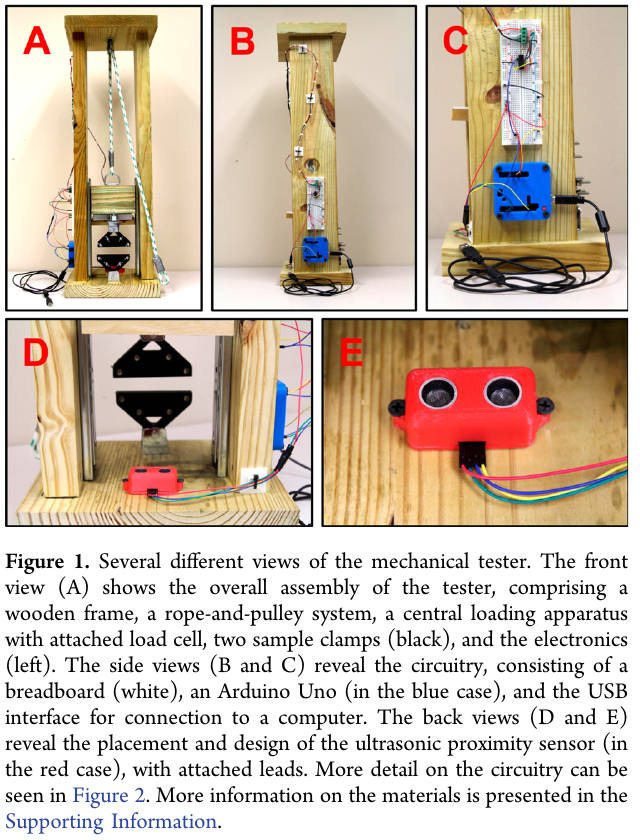 A
B
C
D
E
Figure 1. Several different views of the mechanical tester. The front
view (A) shows the overall assembly of the tester, comprising a
wooden frame, a rope-and-pulley system, a central loading apparatus
with attached load cell, two sample clamps (black), and the electronics
(left). The side views (B and C) reveal the circuitry, consisting of a
breadboard (white), an Arduino Uno (in the blue case), and the USB
interface for connection to a computer. The back views (D and E)
reveal the placement and design of the ultrasonic proximity sensor (in
the red case), with attached leads. More detail on the circuitry can be
seen in Figure 2. More information on the materials is presented in the
Supporting Information.